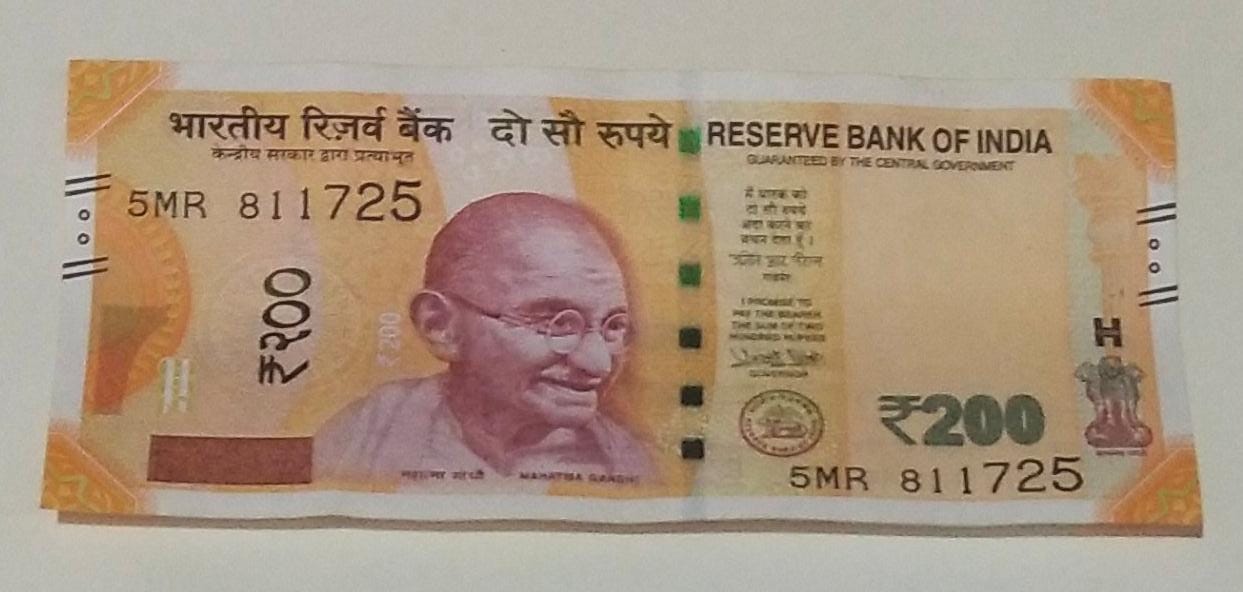 भारतीय रिज़र्व बैंक दो सौ रुपये RESERVE BANK OF INDIA
केन्द्रीय सरकार द्वारा प्रत्याभूत
GUARANTEED BY THE CENTRAL GOVERNMENT
5MR 811725
₹२००
₹200
मैं धारक को
दो सौ रुपये
अदा करने का
वचन देता हूँ।
गवर्नर
I PROMISE TO
PAY THE BEARER
THE SUM OF TWO
HUNDRED RUPEES
GOVERNOR
₹200
5MR 811725
महात्मा गांधी MAHATMA GANDHI